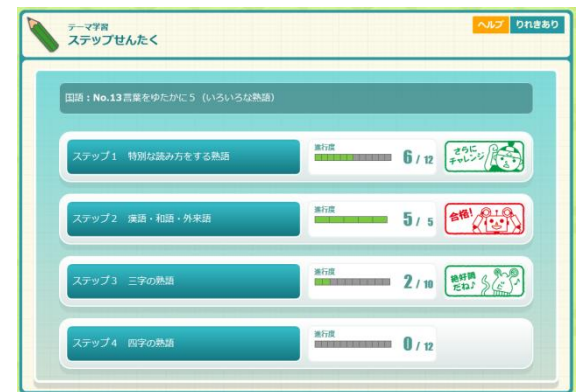 テーマ学習
ステップせんたく
ヘルプ
りれきあり
国語：No.13言葉をゆたかに５（いろいろな熟語）
ステップ１　特別な読み方をする熟語
進行度
6 / 12
さらに
チャレンジ
ステップ２　漢語・和語・外来語
進行度
5 / 5
合格!
ステップ３　三字の熟語
進行度
2 / 10
絶好調
だね♪
ステップ４　四字の熟語
進行度
0 / 12